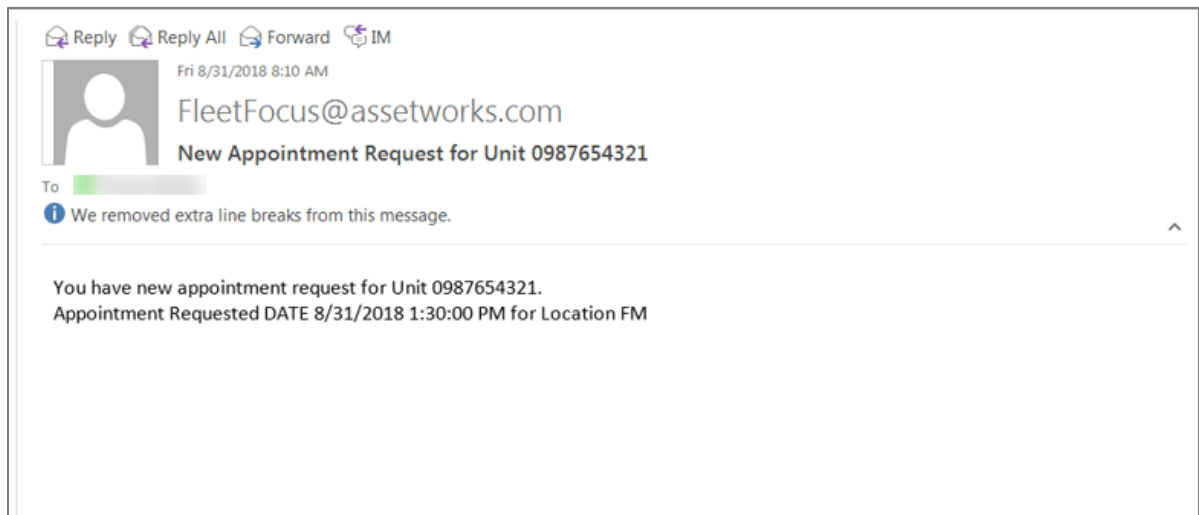 Reply Reply All Forward IM
Fri 8/31/2018 8:10 AM
FleetFocus@assetworks.com
New Appointment Request for Unit 0987654321
To
We removed extra line breaks from this message.
You have new appointment request for Unit 0987654321.
Appointment Requested DATE 8/31/2018 1:30:00 PM for Location FM